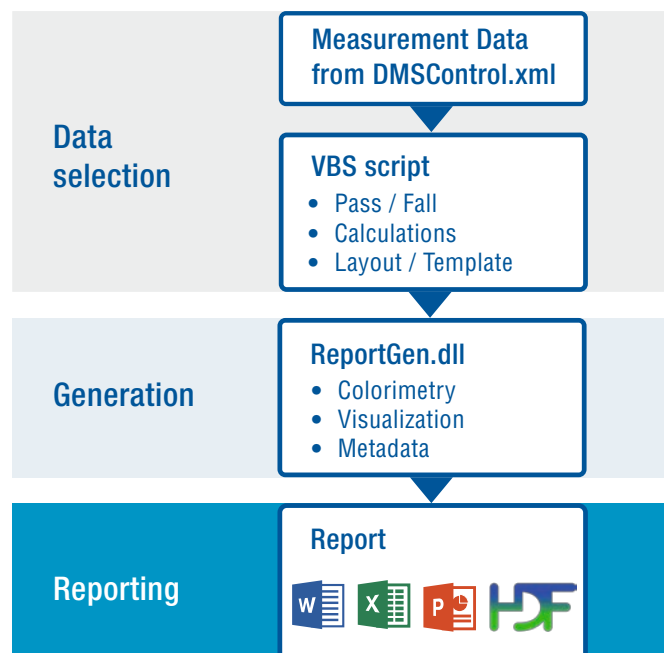 Measurement Data
from DMSControl.xml
Data
selection
VBS script
• Pass / Fall
• Calculations
• Layout / Template
Generation
ReportGen.dll
• Colorimetry
• Visualization
• Metadata
Reporting
Report
W X P HDF